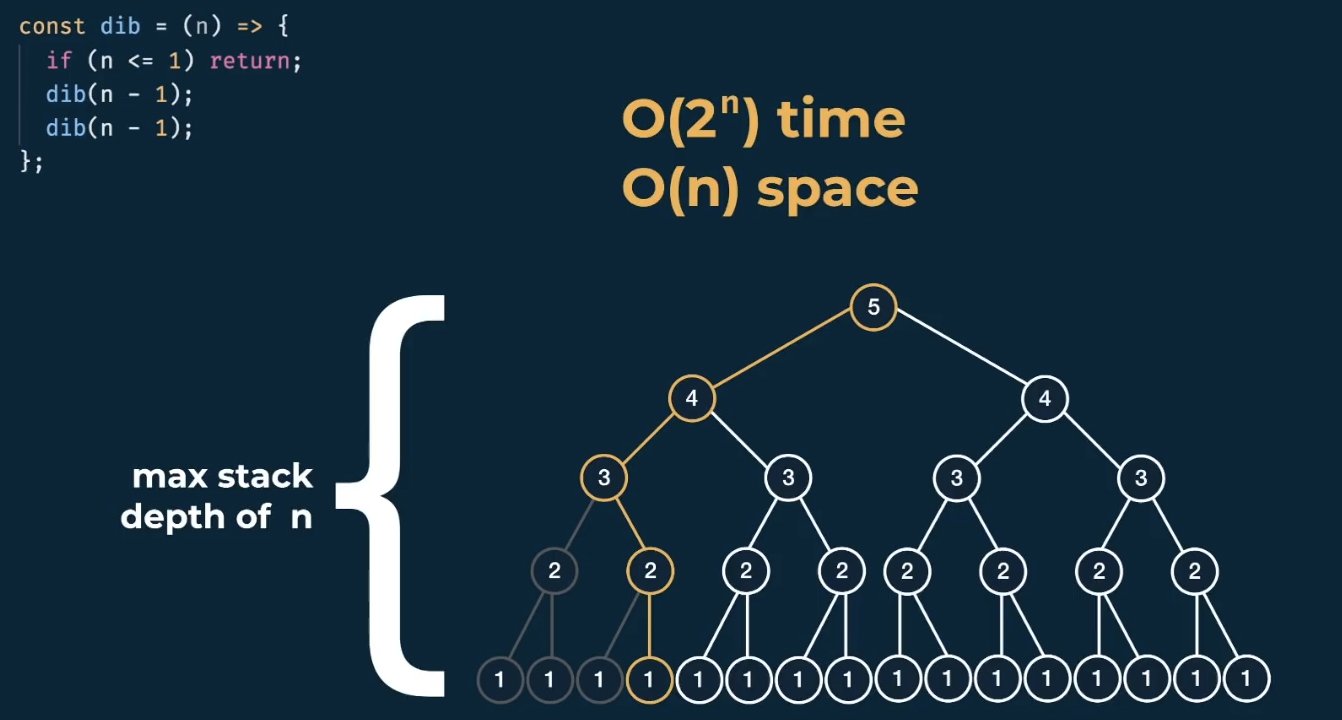 const dib = (n) => {
  if (n <= 1) return;
  dib(n - 1);
  dib(n - 1);
};
O(2ⁿ) time
O(n) space
max stack
depth of n
5
4 4
3 3 3 3
2 2 2 2 2 2 2 2
1 1 1 1 1 1 1 1 1 1 1 1 1 1 1 1